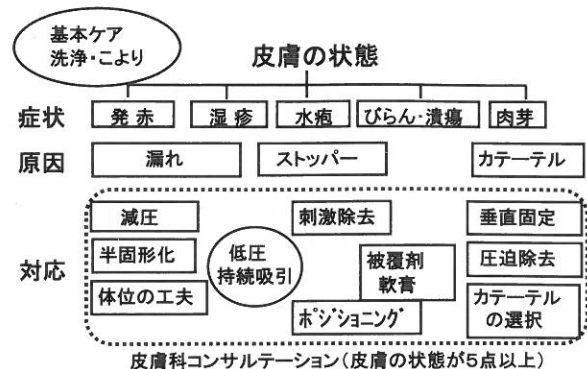 基本ケア
洗浄・こより
皮膚の状態
症状
発赤
湿疹
水疱
びらん・潰瘍
肉芽
原因
漏れ
ストッパー
カテーテル
対応
減圧
半固形化
体位の工夫
低圧
持続吸引
刺激除去
被覆剤
軟膏
ポジショニング
垂直固定
圧迫除去
カテーテル
の選択
皮膚科コンサルテーション(皮膚の状態が5点以上)